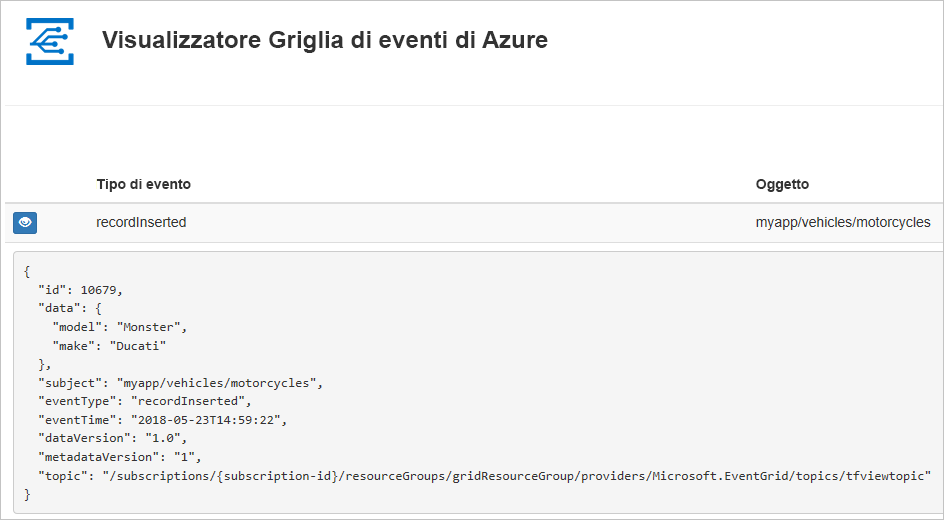 Visualizzatore Griglia di eventi di Azure
Tipo di evento Oggetto
recordInserted myapp/vehicles/motorcycles
{
  "id": 10679,
  "data": {
    "model": "Monster",
    "make": "Ducati"
  },
  "subject": "myapp/vehicles/motorcycles",
  "eventType": "recordInserted",
  "eventTime": "2018-05-23T14:59:22",
  "dataVersion": "1.0",
  "metadataVersion": "1",
  "topic": "/subscriptions/{subscription-id}/resourceGroups/gridResourceGroup/providers/Microsoft.EventGrid/topics/tfviewtopic"
}